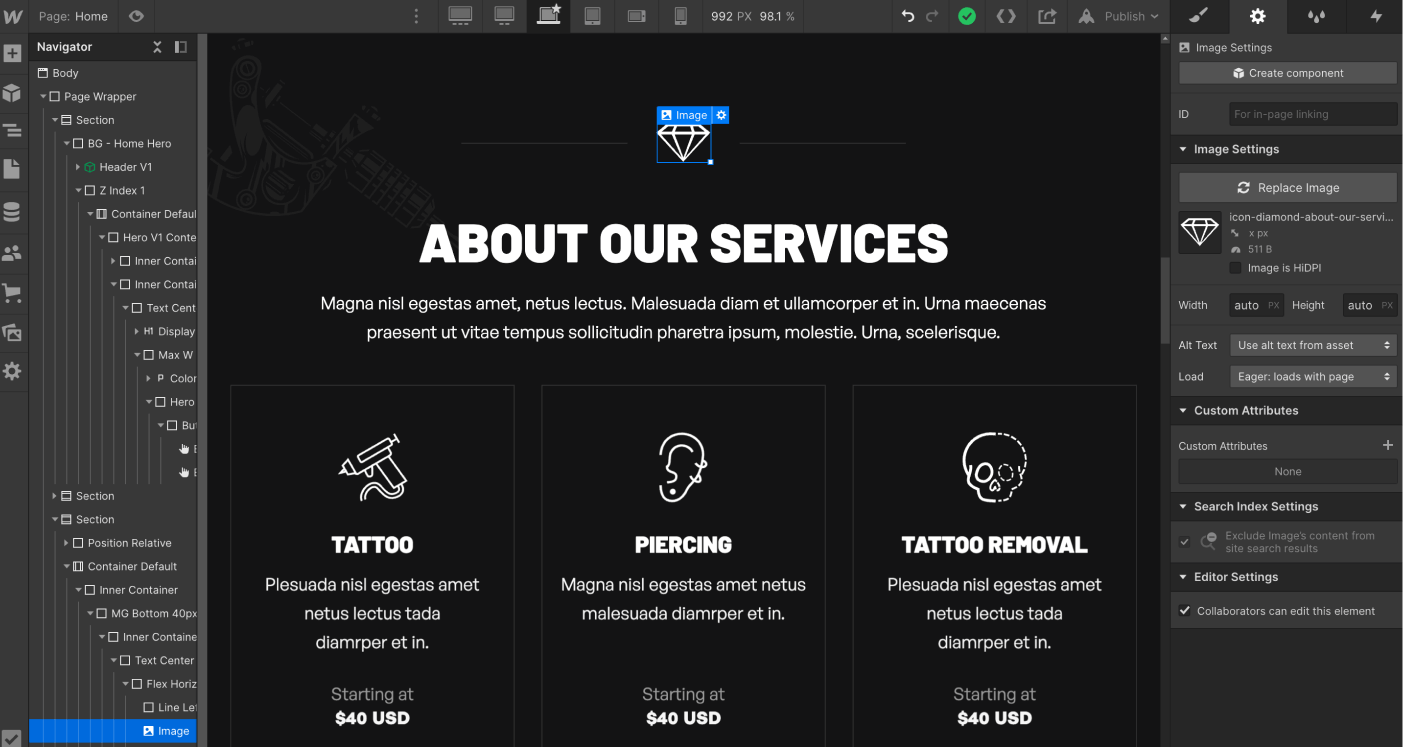 Page: Home
992 PX 98.1 %
Publish
Navigator
Body
Page Wrapper
Section
BG - Home Hero
Header V1
Z Index 1
Container Defaul
Hero V1 Conte
Inner Contai
Inner Contai
Text Cent
H1 Display
Max W
P Color
Hero
But
Section
Section
Position Relative
Container Default
Inner Container
MG Bottom 40px
Inner Containe
Text Center
Flex Horiz
Line Lef
Image
Image
ABOUT OUR SERVICES
Magna nisl egestas amet, netus lectus. Malesuada diam et ullamcorper et in. Urna maecenas
praesent ut vitae tempus sollicitudin pharetra ipsum, molestie. Urna, scelerisque.
TATTOO
Plesuada nisl egestas amet
netus lectus tada
diamrper et in.
Starting at
$40 USD
PIERCING
Magna nisl egestas amet netus
malesuada diamrper et in.
Starting at
$40 USD
TATTOO REMOVAL
Plesuada nisl egestas amet
netus lectus tada
diamrper et in.
Starting at
$40 USD
Image Settings
Create component
ID For in-page linking
Image Settings
Replace Image
icon-diamond-about-our-servi...
x px
511 B
Image is HiDPI
Width auto PX Height auto PX
Alt Text Use alt text from asset
Load Eager: loads with page
Custom Attributes
Custom Attributes
None
Search Index Settings
Exclude Image's content from
site search results
Editor Settings
Collaborators can edit this element